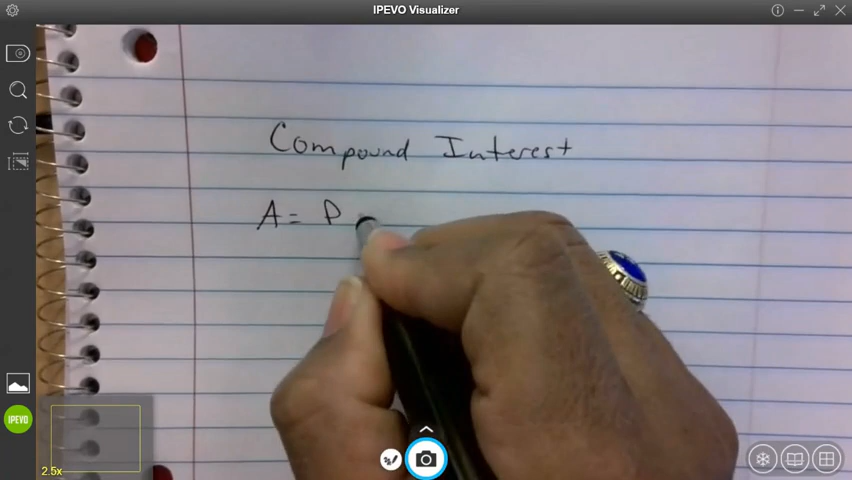 IPEVO Visualizer
Compound Interest
A = P
IPEVO
2.5x